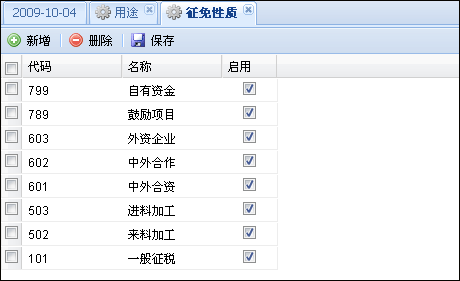 2009-10-04 用途 征免性质
新增 删除 保存
代码 名称 启用
799 自有资金
789 鼓励项目
603 外资企业
602 中外合作
601 中外合资
503 进料加工
502 来料加工
101 一般征税